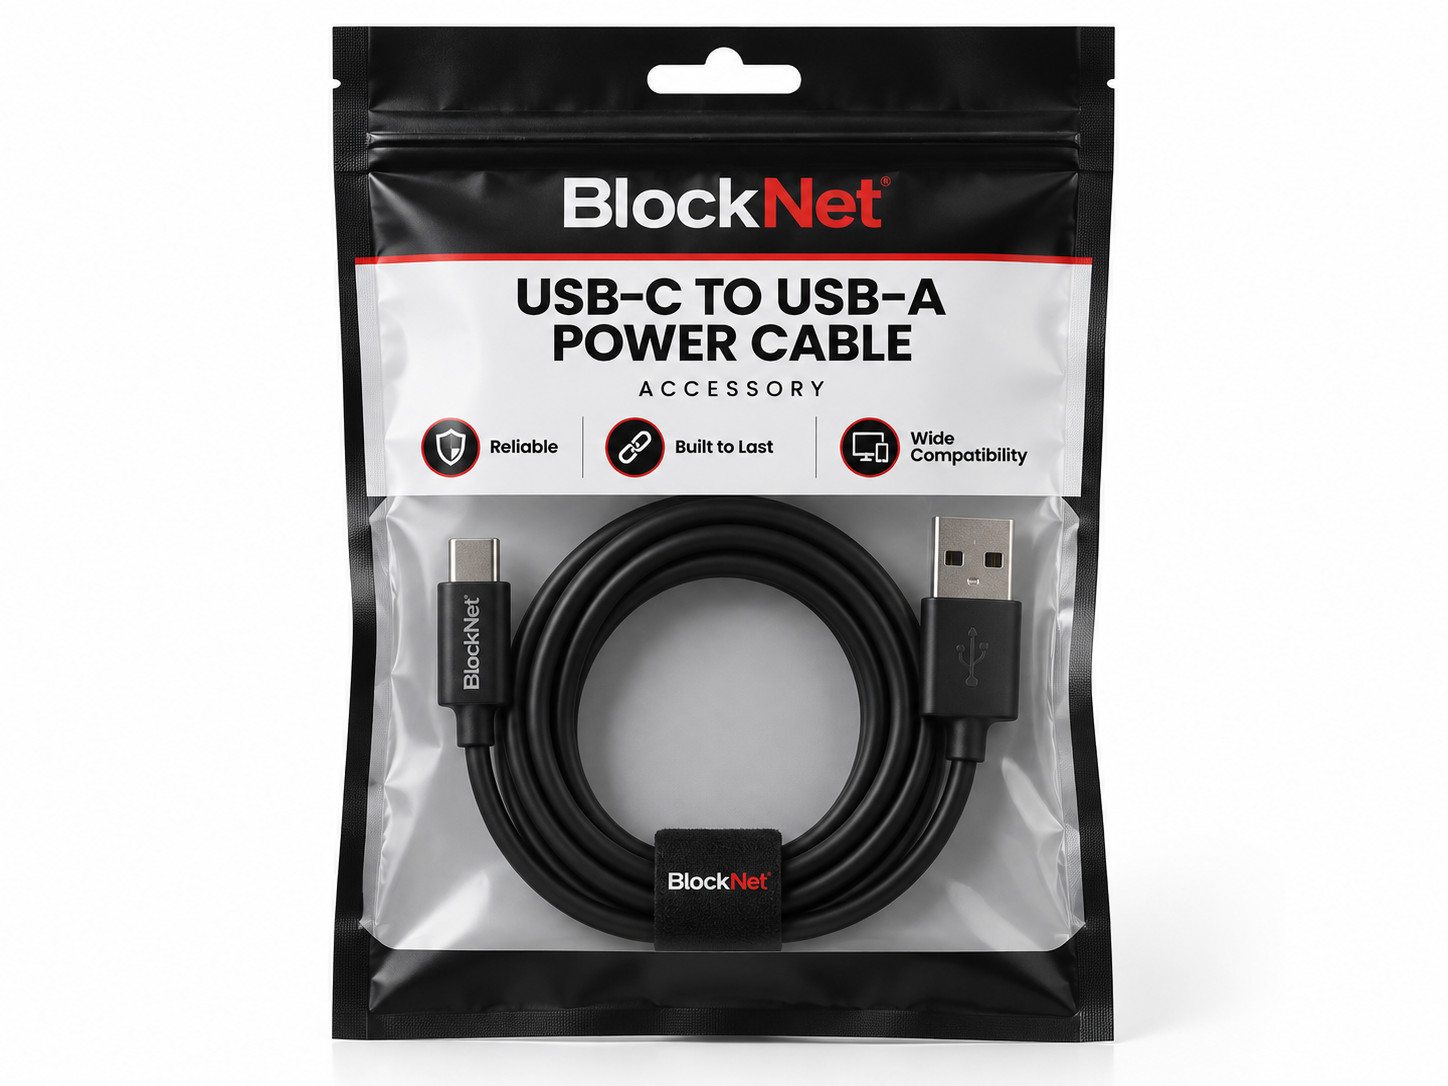 BlockNet®
USB-C TO USB-A
POWER CABLE
ACCESSORY
Reliable
Built to Last
Wide
Compatibility
BlockNet®
BlockNet®